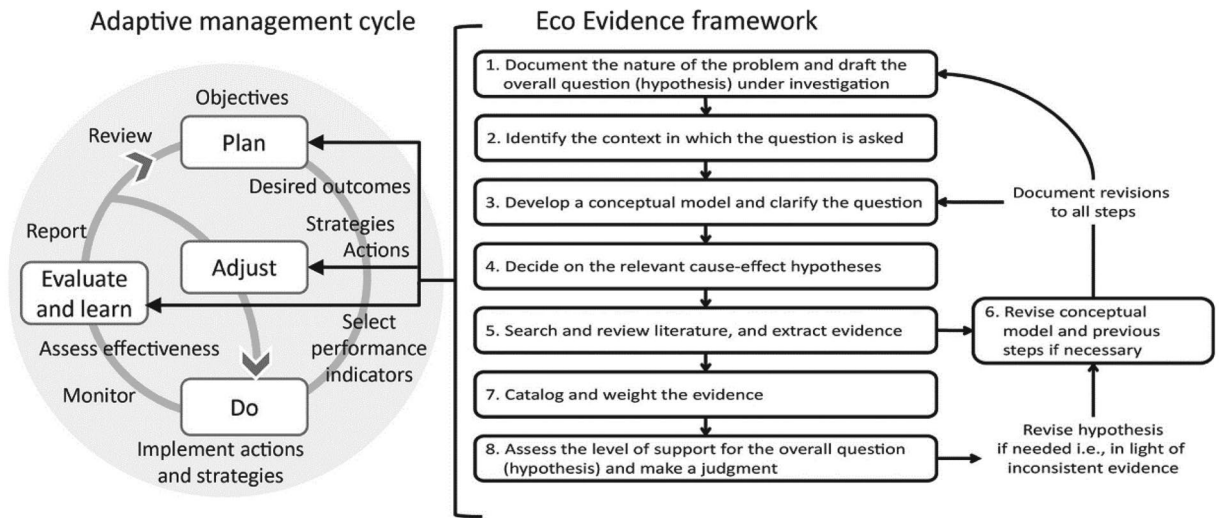 Adaptive management cycle
Eco Evidence framework
Objectives
Review
Plan
Desired outcomes
Strategies
Actions
Report
Adjust
Evaluate
and learn
Assess effectiveness
Select
performance
indicators
Monitor
Do
Implement actions
and strategies
1. Document the nature of the problem and draft the
overall question (hypothesis) under investigation
2. Identify the context in which the question is asked
3. Develop a conceptual model and clarify the question
4. Decide on the relevant cause-effect hypotheses
5. Search and review literature, and extract evidence
7. Catalog and weight the evidence
8. Assess the level of support for the overall question
(hypothesis) and make a judgment
Document revisions
to all steps
6. Revise conceptual
model and previous
steps if necessary
Revise hypothesis
if needed i.e., in light of
inconsistent evidence